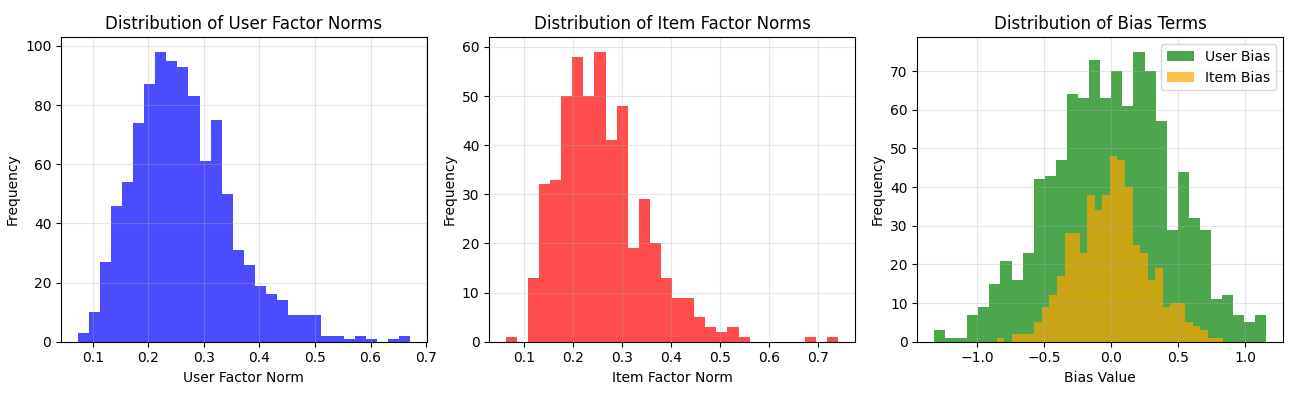 Distribution of User Factor Norms
Frequency
100
80
60
40
20
0
0.1 0.2 0.3 0.4 0.5 0.6 0.7
User Factor Norm
Distribution of Item Factor Norms
Frequency
60
50
40
30
20
10
0
0.1 0.2 0.3 0.4 0.5 0.6 0.7
Item Factor Norm
Distribution of Bias Terms
User Bias
Item Bias
Frequency
70
60
50
40
30
20
10
0
−1.0 −0.5 0.0 0.5 1.0
Bias Value